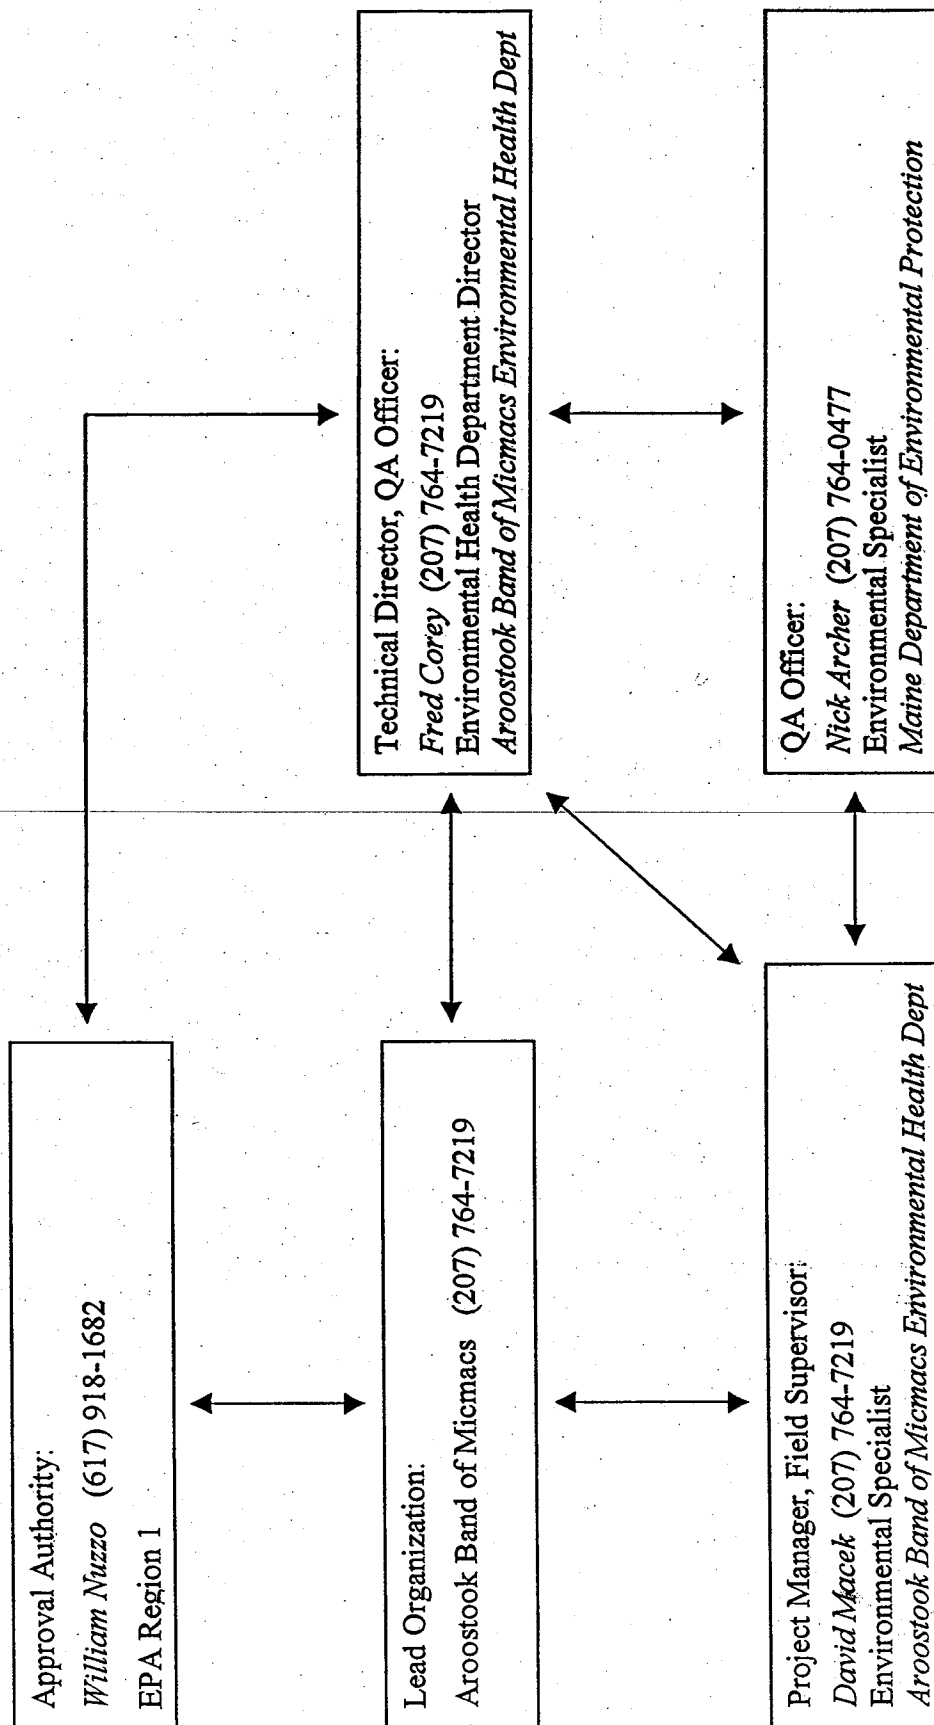 Approval Authority:
William Nuzzo (617) 918-1682
EPA Region 1
Lead Organization:
Aroostook Band of Micmacs (207) 764-7219
Technical Director, QA Officer:
Fred Corey (207) 764-7219
Environmental Health Department Director
Aroostook Band of Micmacs Environmental Health Dept
Project Manager, Field Supervisor:
David Macek (207) 764-7219
Environmental Specialist
Aroostook Band of Micmacs Environmental Health Dept
QA Officer:
Nick Archer (207) 764-0477
Environmental Specialist
Maine Department of Environmental Protection